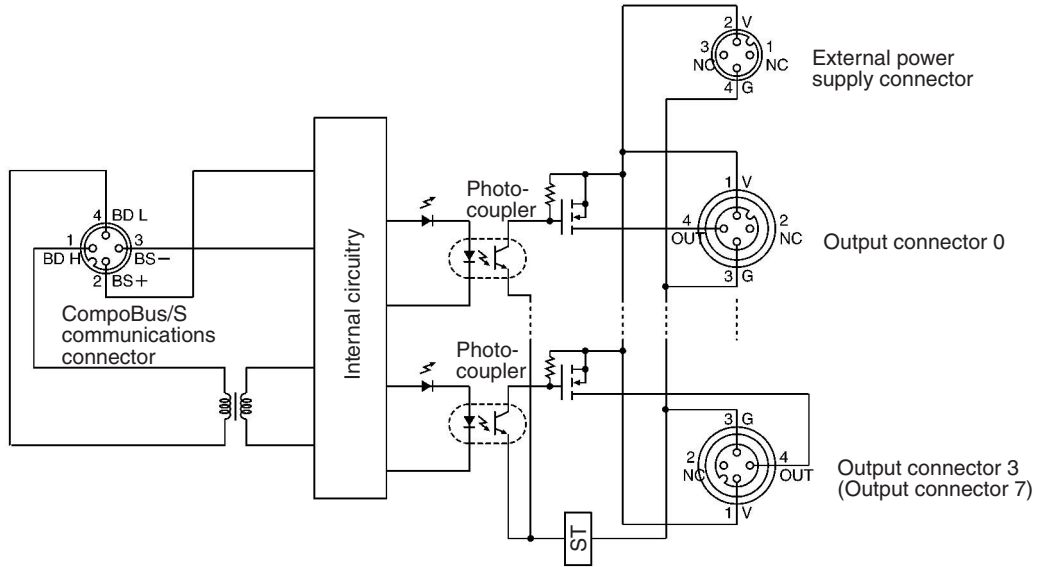 2 V
3
1
NC
NC
4 G
External power
supply connector
Photo-
coupler
1 V
4
OUT
2
NC
3 G
Output connector 0
4 BD L
1
BD H
3
BS−
2 BS+
CompoBus/S
communications
connector
Internal circuitry
Photo-
coupler
3 G
2
NC
4
OUT
1 V
Output connector 3
(Output connector 7)
ST